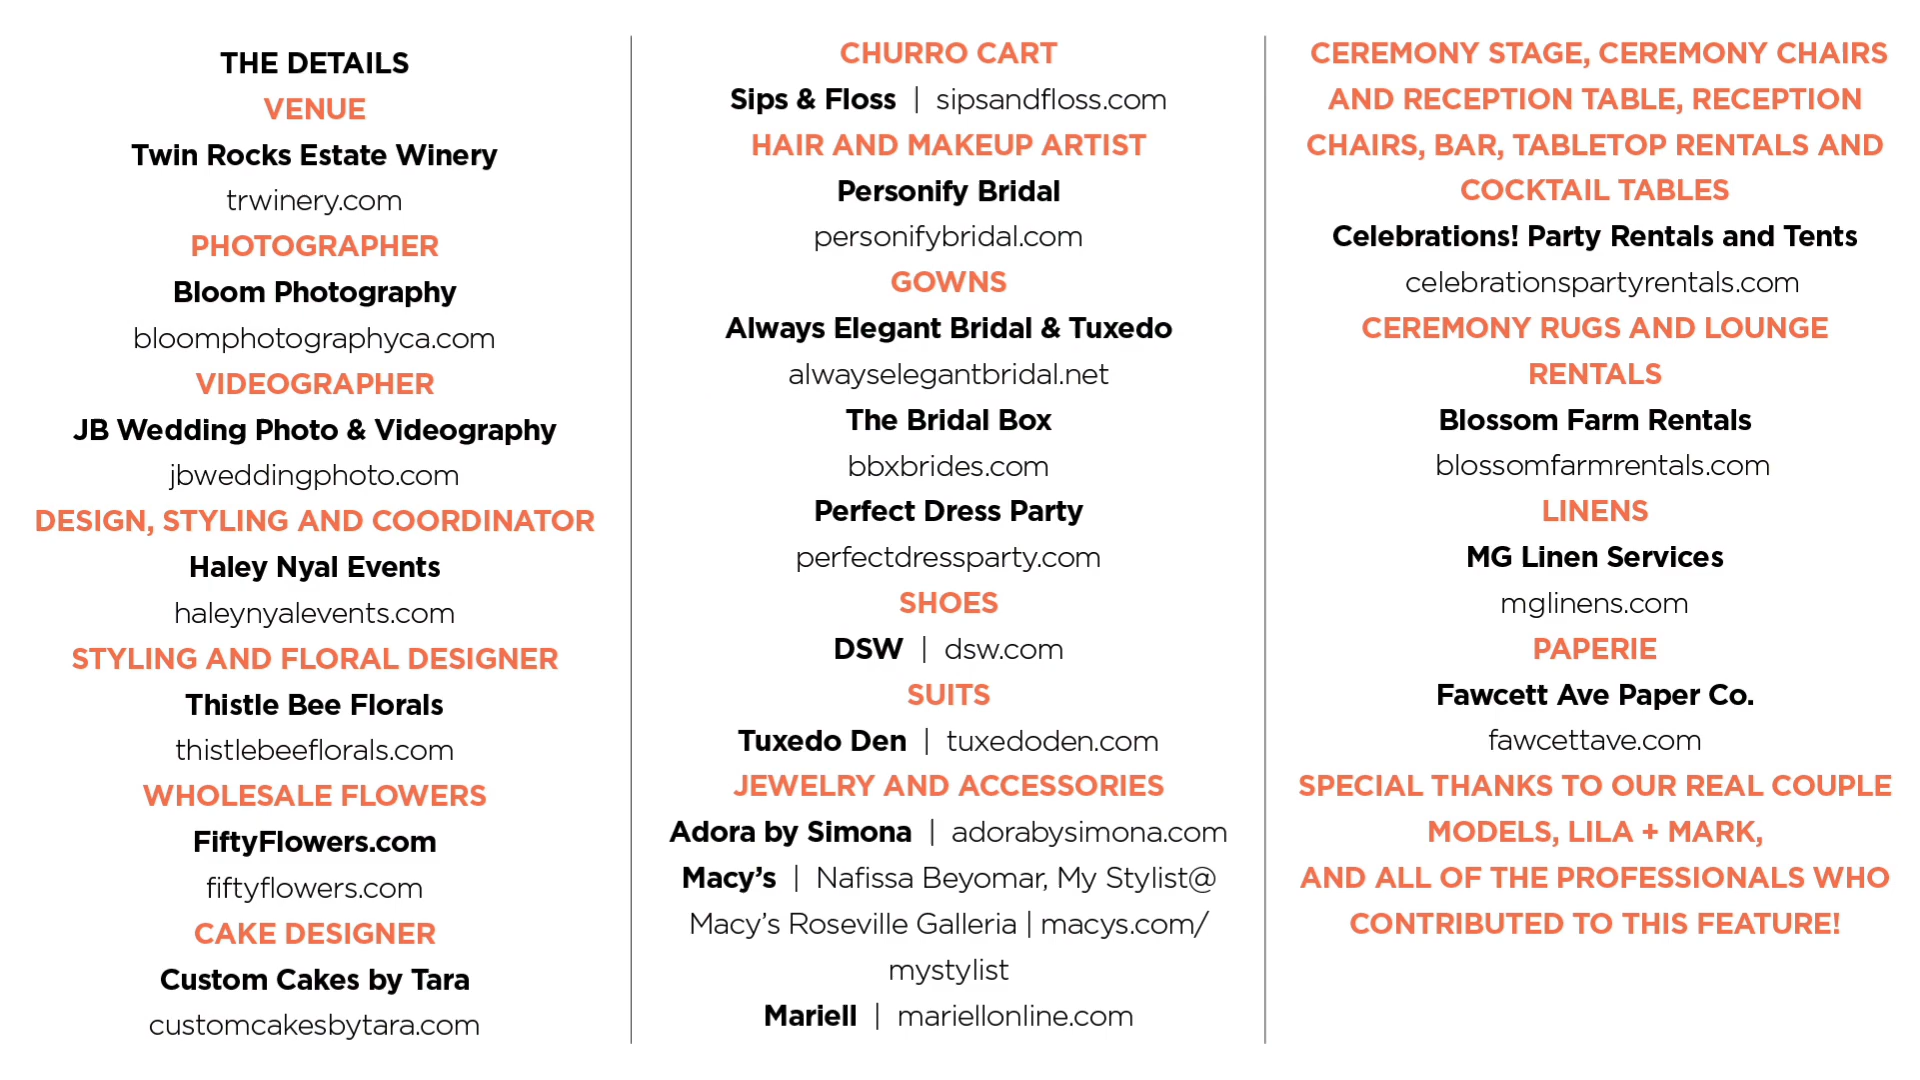 THE DETAILS
VENUE
Twin Rocks Estate Winery
trwinery.com
PHOTOGRAPHER
Bloom Photography
bloomphotographyca.com
VIDEOGRAPHER
JB Wedding Photo & Videography
jbweddingphoto.com
DESIGN, STYLING AND COORDINATOR
Haley Nyal Events
haleynyalevents.com
STYLING AND FLORAL DESIGNER
Thistle Bee Florals
thistlebeeflorals.com
WHOLESALE FLOWERS
FiftyFlowers.com
fiftyflowers.com
CAKE DESIGNER
Custom Cakes by Tara
customcakesbytara.com
CHURRO CART
Sips & Floss | sipsandfloss.com
HAIR AND MAKEUP ARTIST
Personify Bridal
personifybridal.com
GOWNS
Always Elegant Bridal & Tuxedo
alwayselegantbridal.net
The Bridal Box
bbxbrides.com
Perfect Dress Party
perfectdressparty.com
SHOES
DSW | dsw.com
SUITS
Tuxedo Den | tuxedoden.com
JEWELRY AND ACCESSORIES
Adora by Simona | adorabysimona.com
Macy’s | Nafissa Beyomar, My Stylist@
Macy’s Roseville Galleria | macys.com/
mystylist
Mariell | mariellonline.com
CEREMONY STAGE, CEREMONY CHAIRS
AND RECEPTION TABLE, RECEPTION
CHAIRS, BAR, TABLETOP RENTALS AND
COCKTAIL TABLES
Celebrations! Party Rentals and Tents
celebrationspartyrentals.com
CEREMONY RUGS AND LOUNGE
RENTALS
Blossom Farm Rentals
blossomfarmrentals.com
LINENS
MG Linen Services
mglinens.com
PAPERIE
Fawcett Ave Paper Co.
fawcettave.com
SPECIAL THANKS TO OUR REAL COUPLE
MODELS, LILA + MARK,
AND ALL OF THE PROFESSIONALS WHO
CONTRIBUTED TO THIS FEATURE!